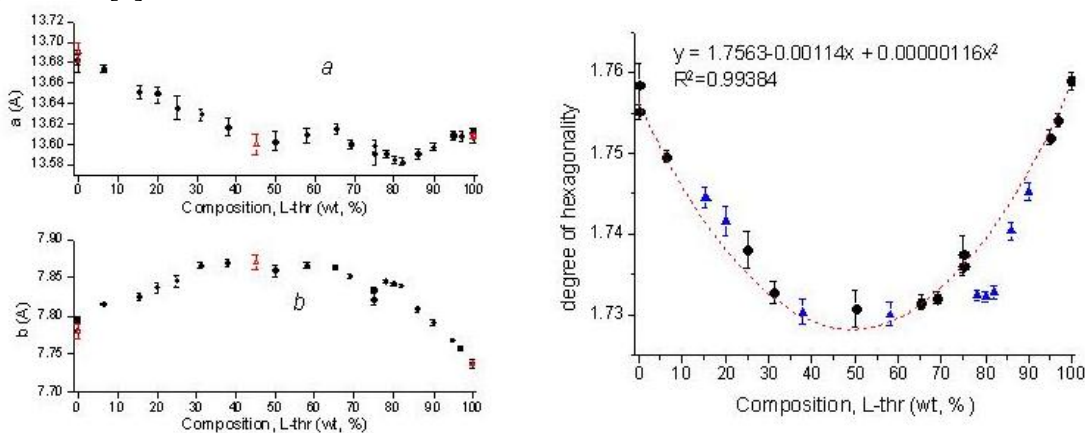 13.72
13.70
13.68
13.66
13.64
13.62
13.60
13.58
a (A)
a
0 10 20 30 40 50 60 70 80 90 100
Composition, L-thr (wt, %)
7.90
7.85
7.80
7.75
7.70
b (A)
b
0 10 20 30 40 50 60 70 80 90 100
Composition, L-thr (wt, %)
y = 1.7563-0.00114x + 0.00000116x²
R²=0.99384
1.76
1.75
1.74
1.73
degree of hexagonality
0 10 20 30 40 50 60 70 80 90 100
Composition, L-thr (wt, %)